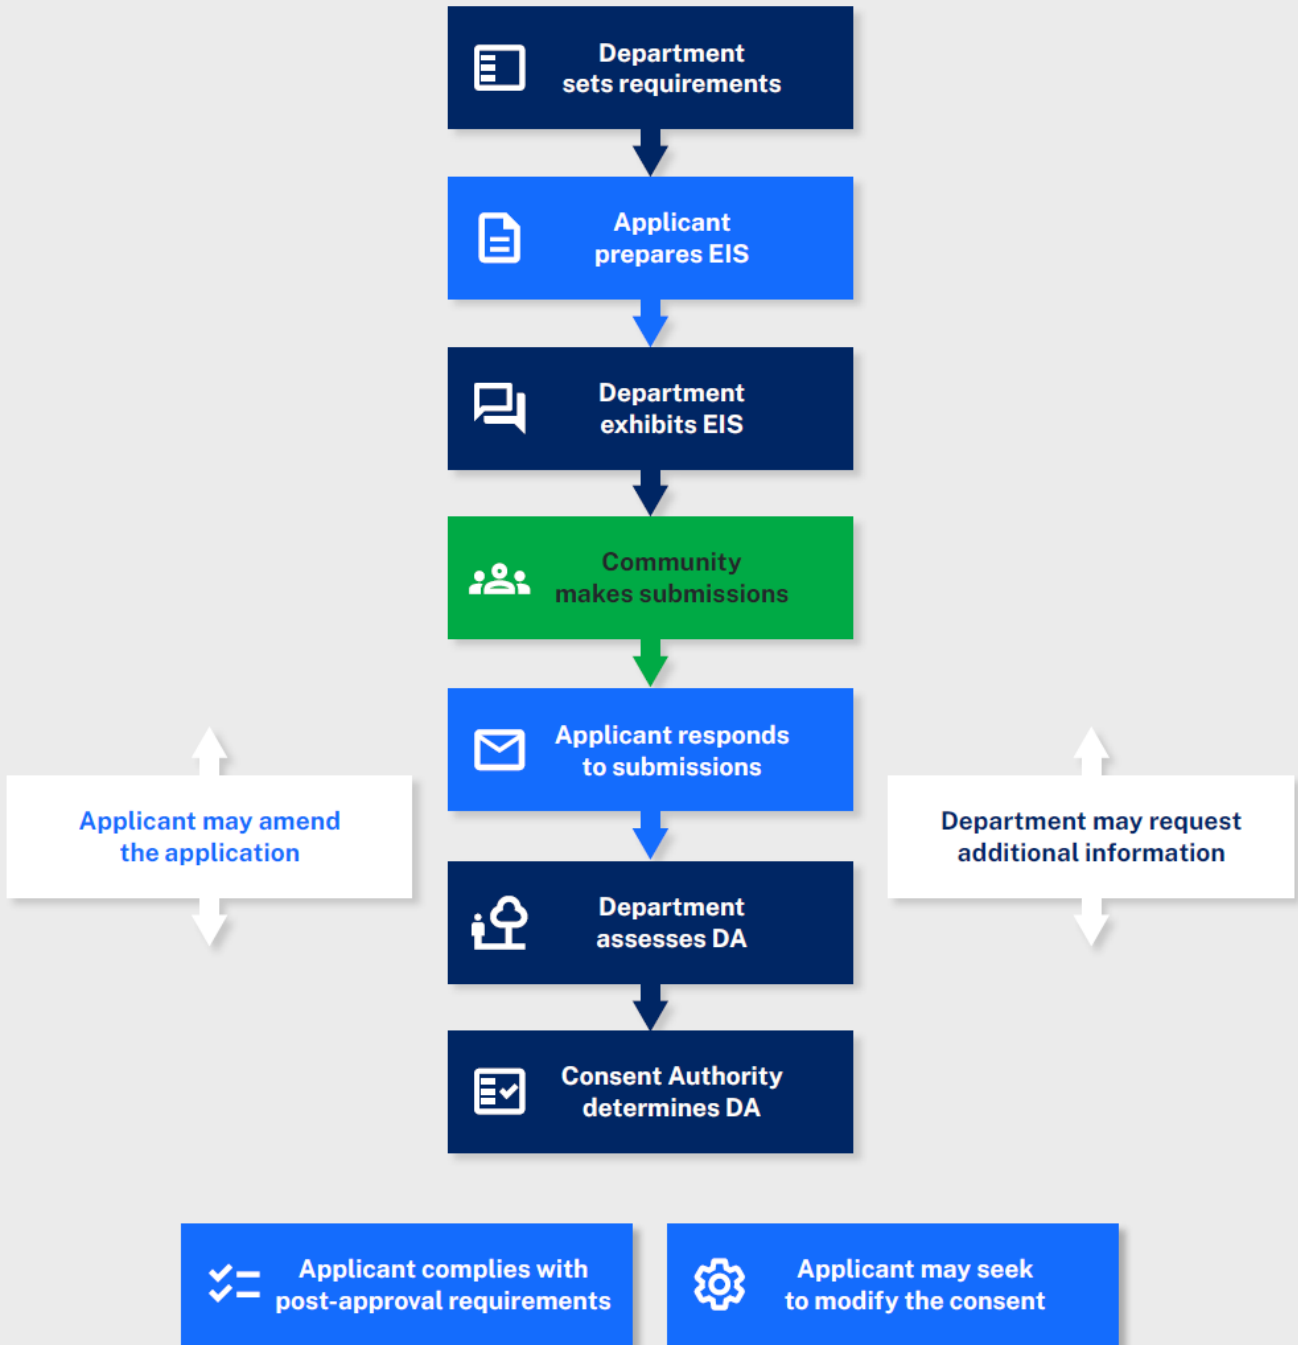 Department
sets requirements
Applicant
prepares EIS
Department
exhibits EIS
Community
makes submissions
Applicant responds
to submissions
Applicant may amend
the application
Department may request
additional information
Department
assesses DA
Consent Authority
determines DA
Applicant complies with
post-approval requirements
Applicant may seek
to modify the consent